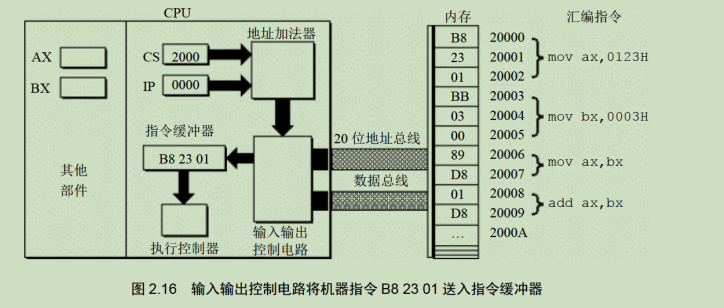 CPU
内存
汇编指令
地址加法器
AX
BX
CS 2000
IP 0000
指令缓冲器
B8 23 01
其他
部件
执行控制器
输入输出
控制电路
20 位地址总线
数据总线
B8 20000
23 20001
01 20002
mov ax,0123H
BB 20003
03 20004
00 20005
mov bx,0003H
89 20006
D8 20007
mov ax,bx
01 20008
D8 20009
add ax,bx
… 2000A
图 2.16 输入输出控制电路将机器指令 B8 23 01 送入指令缓冲器